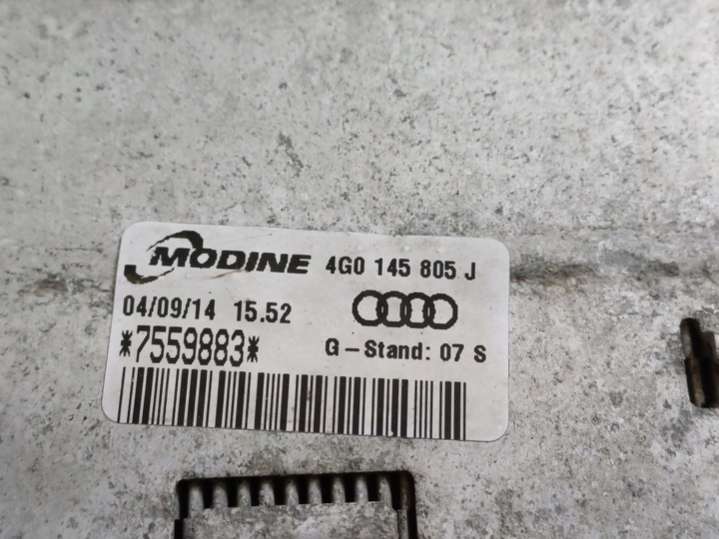 MODINE 4G0 145 805 J
04/09/14 15.52
*7559883* G-Stand: 07 S